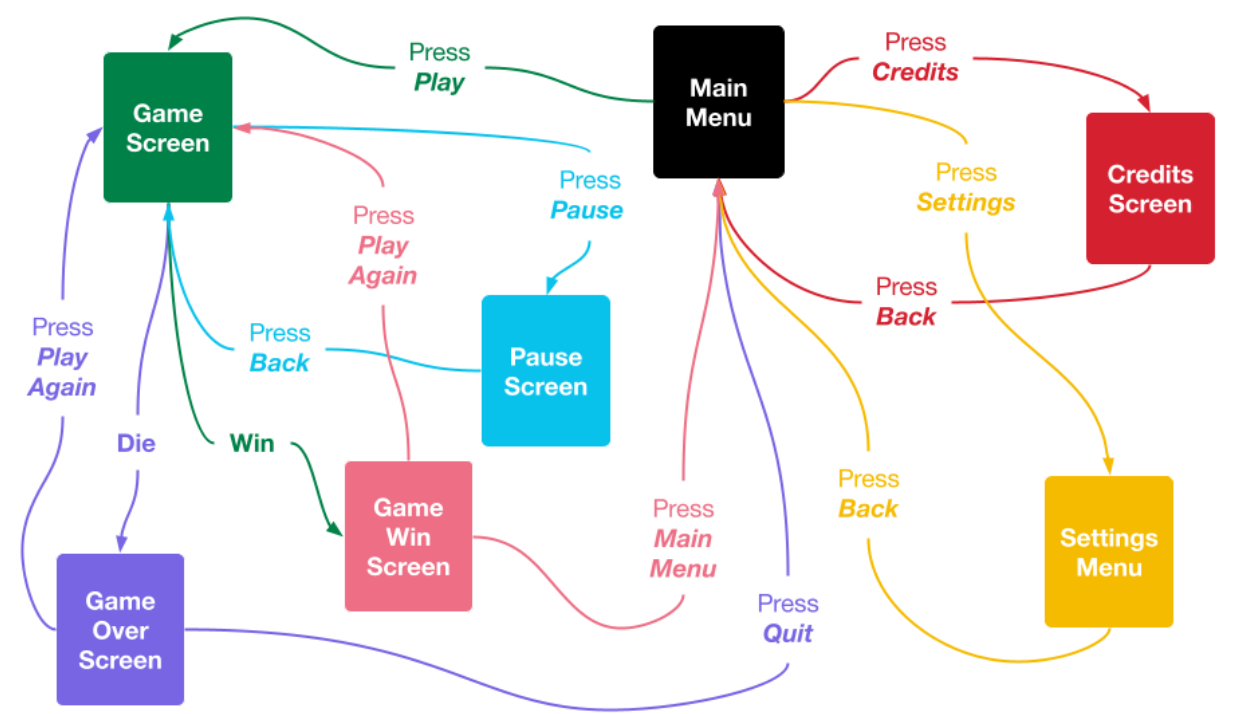 Press
Play
Main
Menu
Press
Credits
Game
Screen
Press
Pause
Press
Settings
Credits
Screen
Press
Play
Again
Press
Back
Press
Play
Again
Press
Back
Pause
Screen
Die
Win
Game
Win
Screen
Press
Main
Menu
Press
Back
Settings
Menu
Game
Over
Screen
Press
Quit